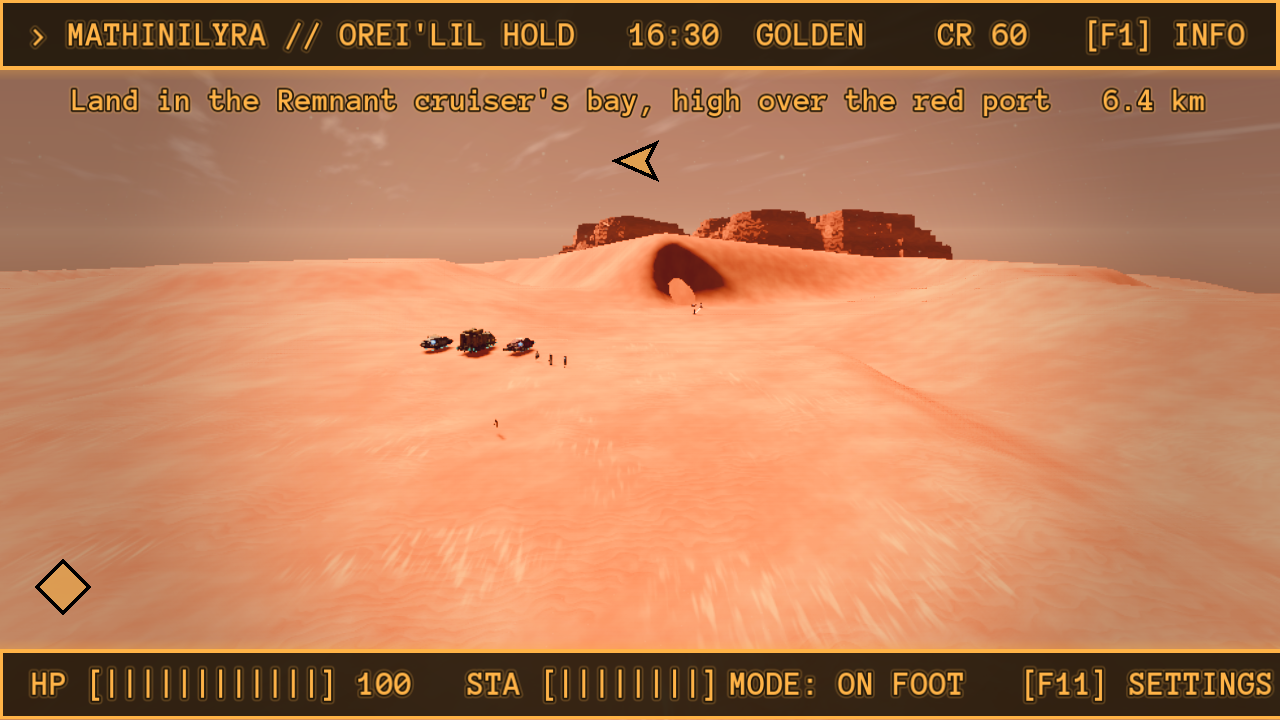 > MATHINILYRA // OREI'LIL HOLD 16:30 GOLDEN CR 60 [F1] INFO
Land in the Remnant cruiser's bay, high over the red port 6.4 km
HP [||||||||||||] 100 STA [||||||||] MODE: ON FOOT [F11] SETTINGS